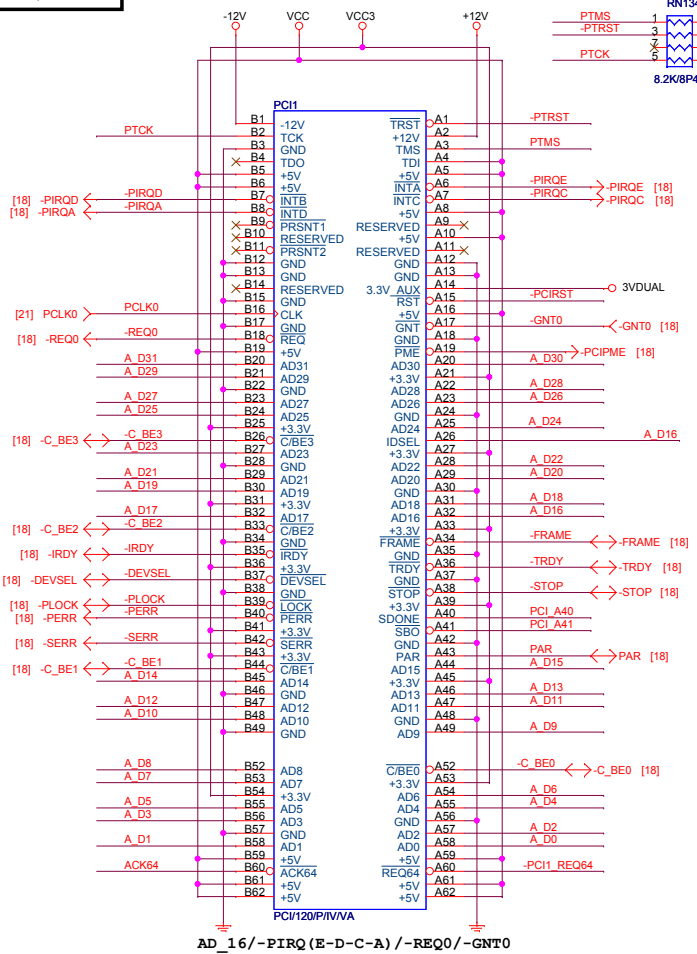 -12V VCC VCC3 +12V
RN134
PTMS 1
-PTRST 3
7
PTCK 5
8.2K/8P4
PCI1
B1 -12V TRST A1 -PTRST
PTCK B2 TCK +12V A2
B3 GND TMS A3 PTMS
B4 TDO TDI A4
B5 +5V +5V A5
B6 +5V INTA A6 -PIRQE -PIRQE [18]
[18] -PIRQD -PIRQD B7 INTB INTC A7 -PIRQC -PIRQC [18]
[18] -PIRQA -PIRQA B8 INTD +5V A8
B9 PRSNT1 RESERVED A9
B10 RESERVED +5V A10
B11 PRSNT2 RESERVED A11
B12 GND GND A12
B13 GND GND A13
B14 RESERVED 3.3V_AUX A14 3VDUAL
B15 GND RST A15 -PCIRST
[21] PCLK0 PCLK0 B16 CLK +5V A16
B17 GND GNT A17 -GNT0 -GNT0 [18]
[18] -REQ0 -REQ0 B18 REQ GND A18
B19 +5V PME A19 -PCIPME [18]
A_D31 B20 AD31 AD30 A20 A_D30
A_D29 B21 AD29 +3.3V A21
B22 GND AD28 A22 A_D28
A_D27 B23 AD27 AD26 A23 A_D26
A_D25 B24 AD25 GND A24
B25 +3.3V AD24 A25 A_D24
[18] -C_BE3 -C_BE3 B26 C/BE3 IDSEL A26 A_D16
A_D23 B27 AD23 +3.3V A27
B28 GND AD22 A28 A_D22
A_D21 B29 AD21 AD20 A29 A_D20
A_D19 B30 AD19 GND A30
B31 +3.3V AD18 A31 A_D18
A_D17 B32 AD17 AD16 A32 A_D16
[18] -C_BE2 -C_BE2 B33 C/BE2 +3.3V A33
B34 GND FRAME A34 -FRAME -FRAME [18]
[18] -IRDY -IRDY B35 IRDY GND A35
B36 +3.3V TRDY A36 -TRDY -TRDY [18]
[18] -DEVSEL -DEVSEL B37 DEVSEL GND A37
B38 GND STOP A38 -STOP -STOP [18]
[18] -PLOCK -PLOCK B39 LOCK +3.3V A39
[18] -PERR -PERR B40 PERR SDONE A40 PCI_A40
B41 +3.3V SBO A41 PCI_A41
[18] -SERR -SERR B42 SERR GND A42
B43 +3.3V PAR A43 PAR PAR [18]
[18] -C_BE1 -C_BE1 B44 C/BE1 AD15 A44 A_D15
A_D14 B45 AD14 +3.3V A45
B46 GND AD13 A46 A_D13
A_D12 B47 AD12 AD11 A47 A_D11
A_D10 B48 AD10 GND A48
B49 GND AD9 A49 A_D9
A_D8 B52 AD8 C/BE0 A52 -C_BE0 -C_BE0 [18]
A_D7 B53 AD7 +3.3V A53
B54 +3.3V AD6 A54 A_D6
A_D5 B55 AD5 AD4 A55 A_D4
A_D3 B56 AD3 GND A56
B57 GND AD2 A57 A_D2
A_D1 B58 AD1 AD0 A58 A_D0
B59 +5V +5V A59
ACK64 B60 ACK64 REQ64 A60 -PCI1_REQ64
B61 +5V +5V A61
B62 +5V +5V A62
PCI/120/P/IV/VA
AD_16/-PIRQ(E-D-C-A)/-REQ0/-GNT0